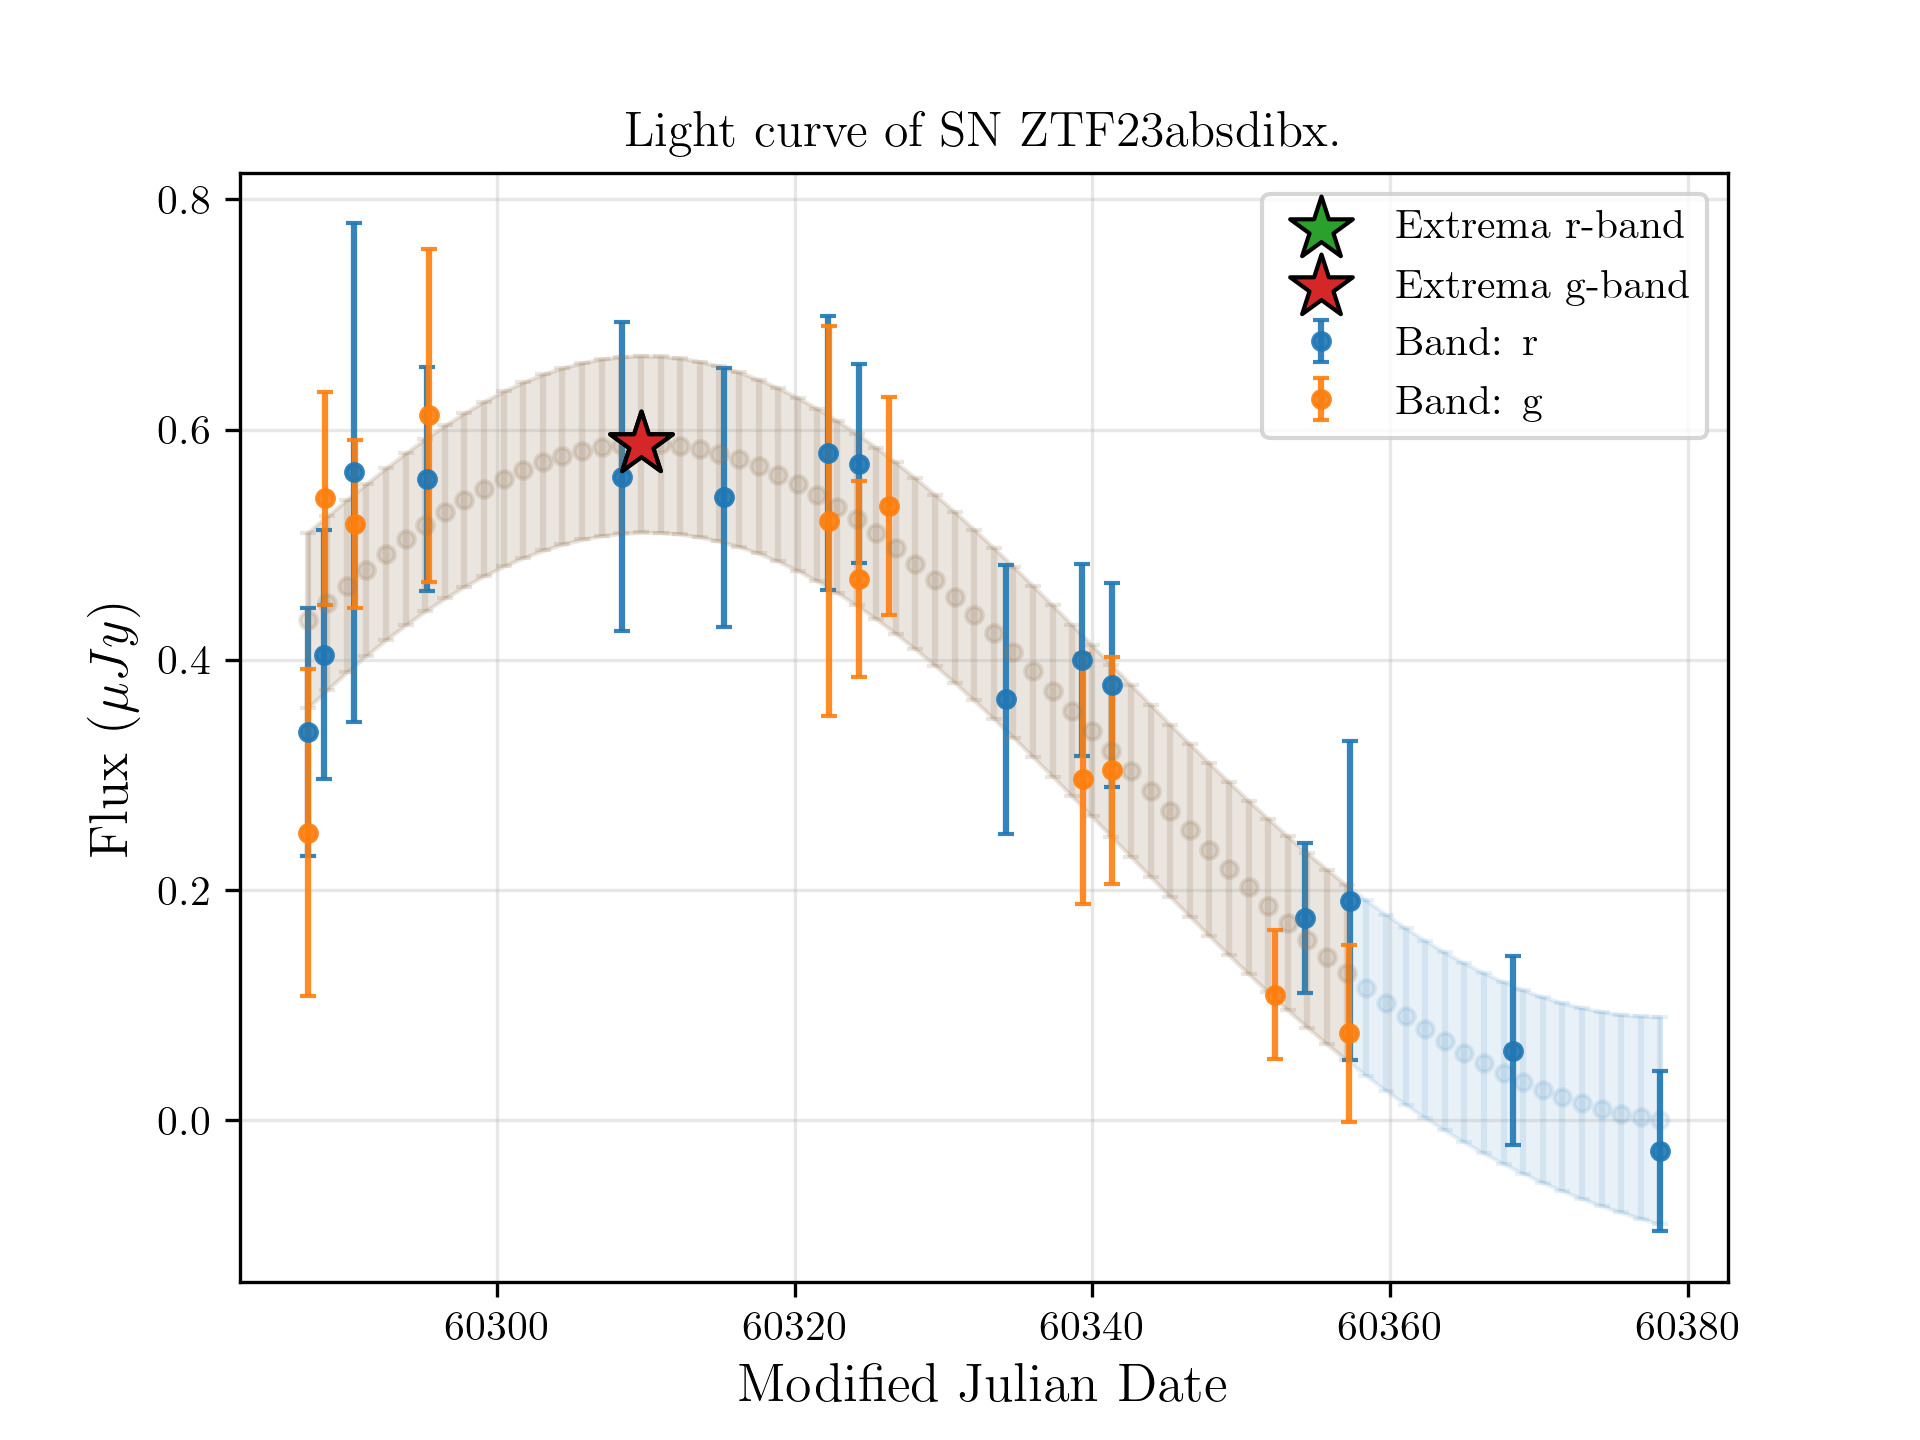 Light curve of SN ZTF23absdibx.
Extrema r-band
Extrema g-band
Band: r
Band: g
0.8
0.6
0.4
0.2
0.0
Flux (μJy)
60300 60320 60340 60360 60380
Modified Julian Date